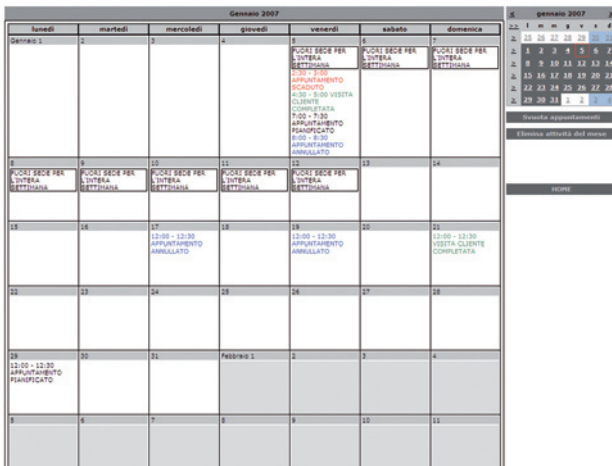 Gennaio 2007
lunedì martedì mercoledì giovedì venerdì sabato domenica
Gennaio 1 2 3 4 5 6 7
FUORI SEDE PER L'INTERA SETTIMANA
FUORI SEDE PER L'INTERA SETTIMANA
FUORI SEDE PER L'INTERA SETTIMANA
2:30 - 3:00
APPUNTAMENTO
SCADUTO
4:30 - 5:00 VISITA
CLIENTE
COMPLETATA
7:00 - 7:30
APPUNTAMENTO
PIANIFICATO
8:00 - 8:30
APPUNTAMENTO
ANNULLATO
8 9 10 11 12 13 14
FUORI SEDE PER L'INTERA SETTIMANA
FUORI SEDE PER L'INTERA SETTIMANA
FUORI SEDE PER L'INTERA SETTIMANA
FUORI SEDE PER L'INTERA SETTIMANA
FUORI SEDE PER L'INTERA SETTIMANA
15 16 17 18 19 20 21
12:00 - 12:30
APPUNTAMENTO
ANNULLATO
12:00 - 12:30
APPUNTAMENTO
ANNULLATO
12:00 - 12:30
VISITA CLIENTE
COMPLETATA
22 23 24 25 26 27 28
29 30 31 Febbraio 1 2 3 4
12:00 - 12:30
APPUNTAMENTO
PIANIFICATO
5 6 7 8 9 10 11
< gennaio 2007
>> l m m g v s d
> 25 26 27 28 29 30 31
> 1 2 3 4 5 6 7
> 8 9 10 11 12 13 14
> 15 16 17 18 19 20 21
> 22 23 24 25 26 27 28
> 29 30 31 1 2 3 4
Svuota appuntamenti
Elimina attività del mese
HOME